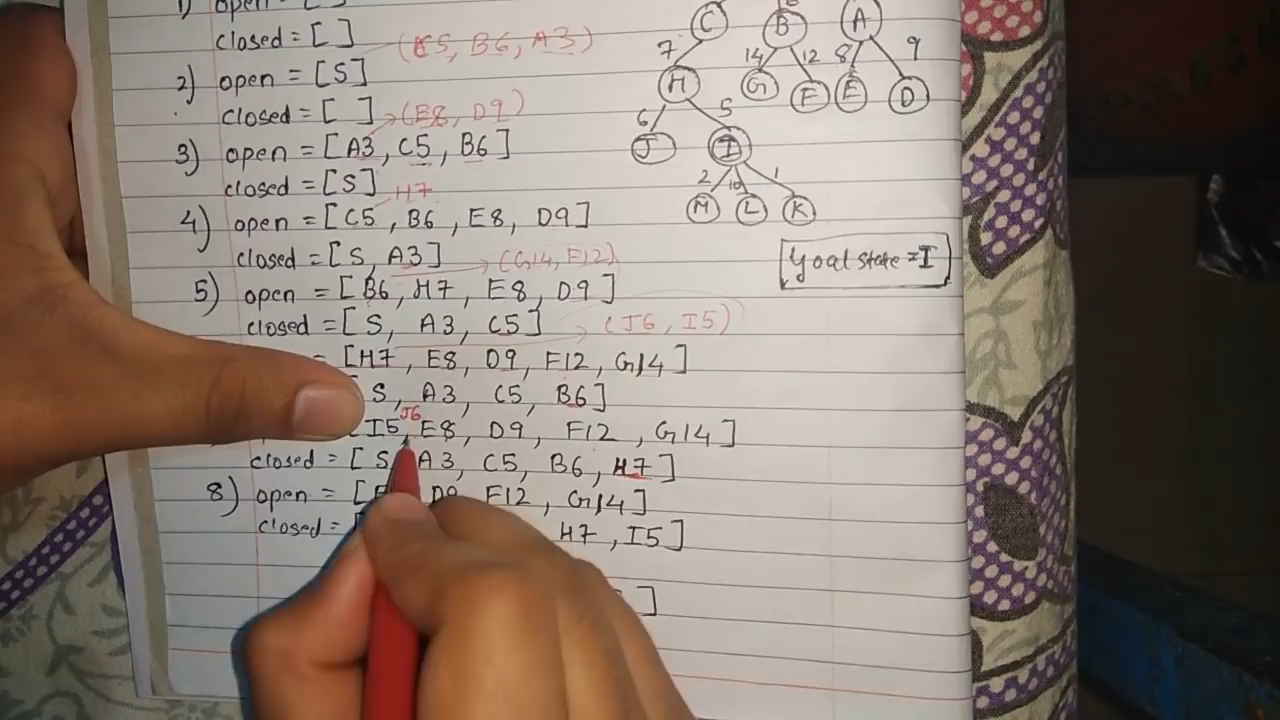 1) open = [ ]
closed = [ ]
(C5, B6, A3)
2) open = [S]
closed = [ ]
(E8, D9)
3) open = [A3, C5, B6]
closed = [S]
H7
4) open = [C5, B6, E8, D9]
closed = [S, A3]
(G14, F12)
5) open = [B6, H7, E8, D9]
closed = [S, A3, C5]
(J6, I5)
= [H7, E8, D9, F12, G14]
S, A3, C5, B6]
J6
[I5, E8, D9, F12, G14]
closed = [S, A3, C5, B6, H7]
8) open = [E D9 F12, G14]
closed = [ H7, I5]
]
C B A
7 14 12 8 9
H G F E D
6 5
J I
2 10 1
M L K
Goal state = I